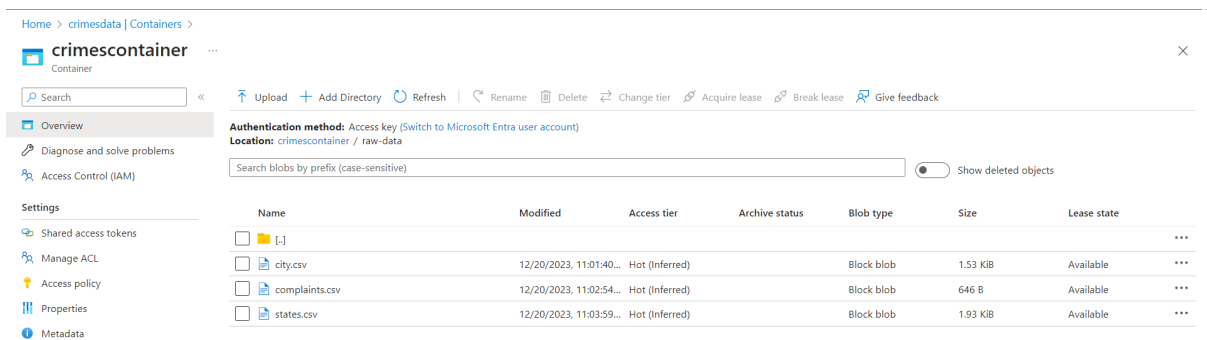 Home > crimesdata | Containers >
crimescontainer ...
Container
Search
«
Overview
Diagnose and solve problems
Access Control (IAM)
Settings
Shared access tokens
Manage ACL
Access policy
Properties
Metadata
Upload Add Directory Refresh Rename Delete Change tier Acquire lease Break lease Give feedback
Authentication method: Access key (Switch to Microsoft Entra user account)
Location: crimescontainer / raw-data
Search blobs by prefix (case-sensitive)
Show deleted objects
Name Modified Access tier Archive status Blob type Size Lease state
[..]
city.csv 12/20/2023, 11:01:40... Hot (Inferred) Block blob 1.53 KiB Available
complaints.csv 12/20/2023, 11:02:54... Hot (Inferred) Block blob 646 B Available
states.csv 12/20/2023, 11:03:59... Hot (Inferred) Block blob 1.93 KiB Available